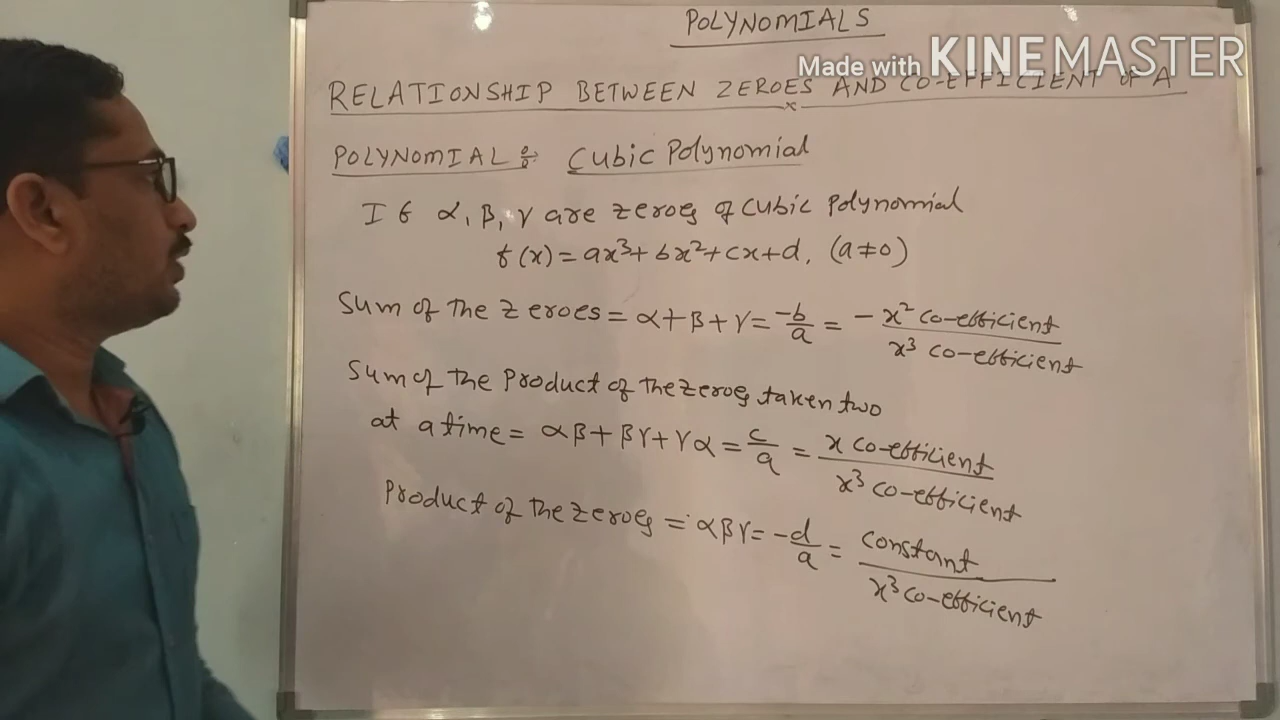 POLYNOMIALS
Made with KINEMASTER
RELATIONSHIP BETWEEN ZEROES AND CO-EFFICIENT OF A
POLYNOMIAL :- Cubic Polynomial
If α, β, γ are zeroes of cubic polynomial
f(x) = ax³+ bx²+ cx+d, (a≠0)
Sum of the zeroes = α+β+γ = -b/a = - x² co-efficient / x³ co-efficient
Sum of the product of the zeroes taken two
at a time = αβ+βγ+γα = c/a = x co-efficient / x³ co-efficient
Product of the zeroes = αβγ = -d/a = constant / x³ co-efficient